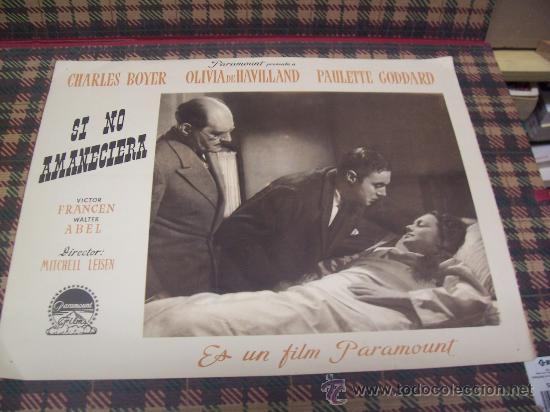 Paramount presenta a
CHARLES BOYER OLIVIA DE HAVILLAND PAULETTE GODDARD
SI NO
AMANECIERA
VICTOR
FRANCEN
WALTER
ABEL
Director:
MITCHELL LEISEN
Paramount
Films
Es un film Paramount
todocoleccion.net